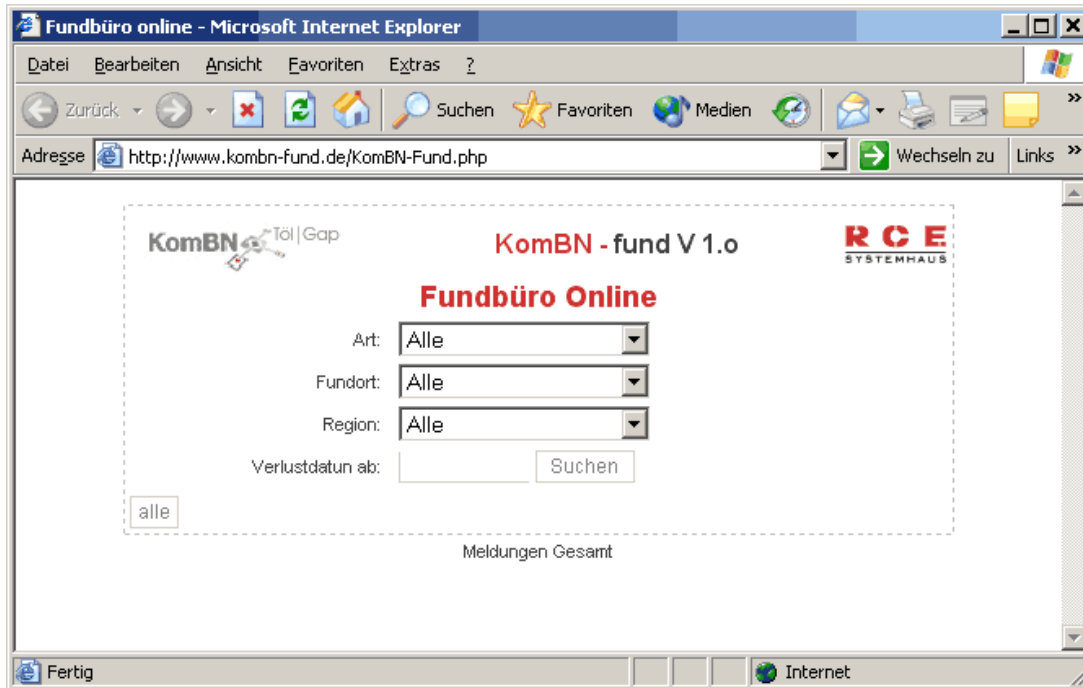 Fundbüro online - Microsoft Internet Explorer
Datei Bearbeiten Ansicht Favoriten Extras ?
Zurück Suchen Favoriten Medien »
Adresse http://www.kombn-fund.de/KomBN-Fund.php Wechseln zu Links »
KomBN Töl|Gap KomBN - fund V 1.o RCE
SYSTEMHAUS
Fundbüro Online
Art: Alle
Fundort: Alle
Region: Alle
Verlustdatun ab: Suchen
alle
Meldungen Gesamt
Fertig Internet